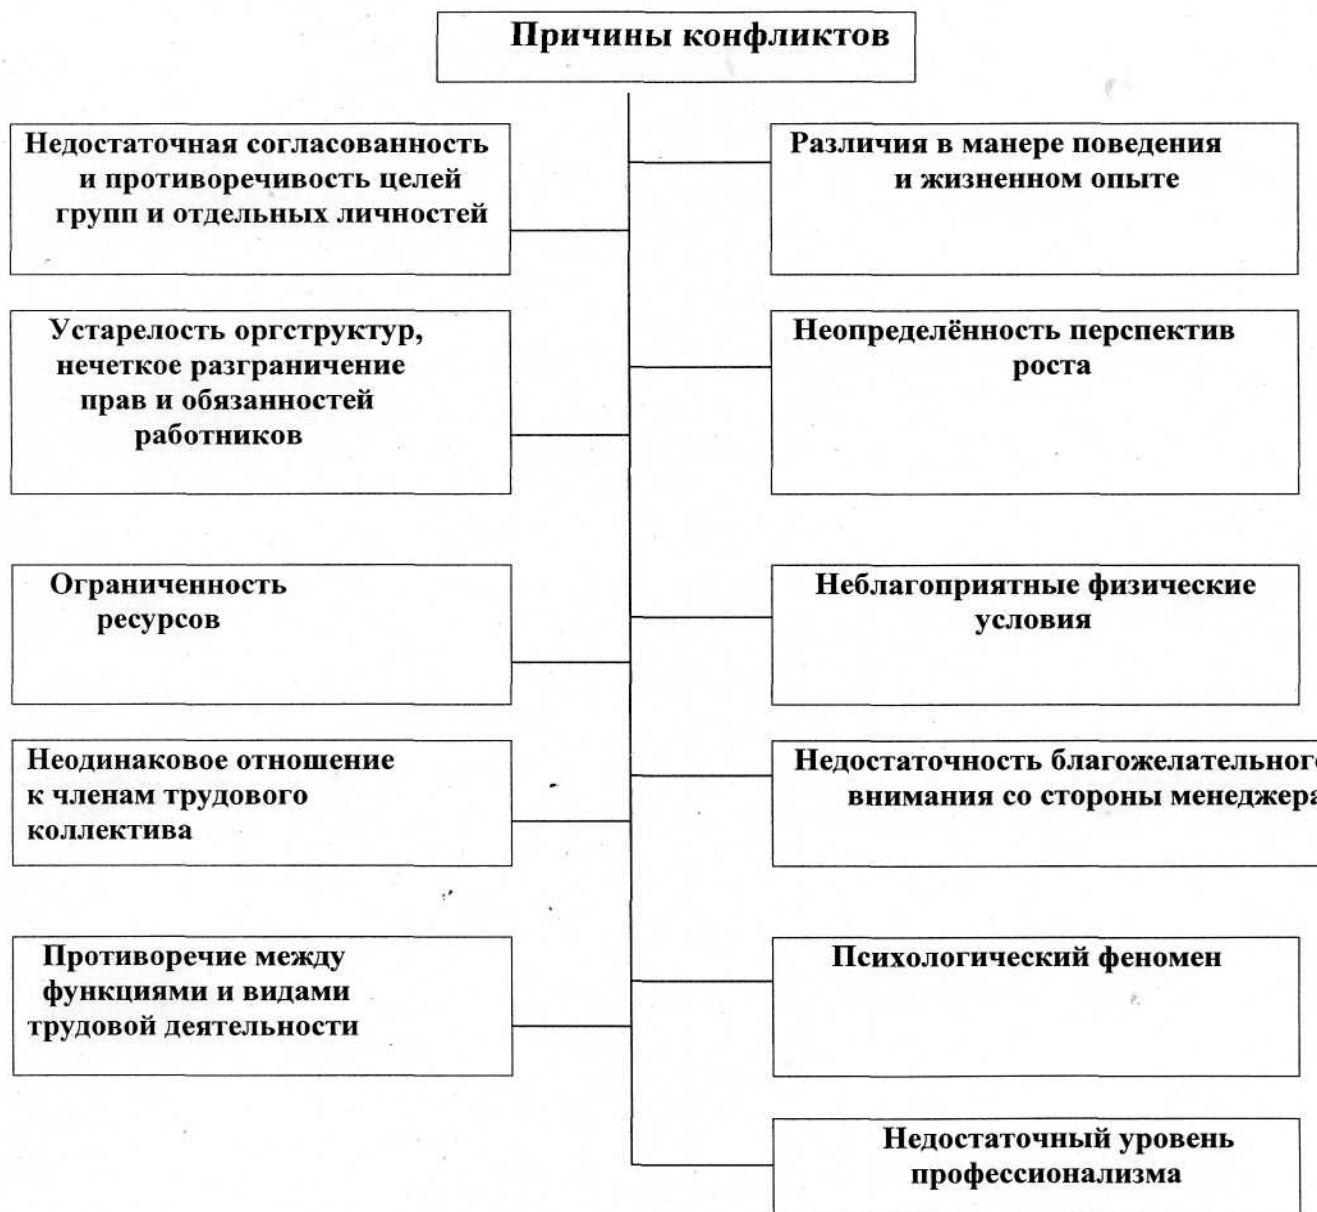 Причины конфликтов
Недостаточная согласованность
и противоречивость целей
групп и отдельных личностей
Различия в манере поведения
и жизненном опыте
Устарелость оргструктур,
нечеткое разграничение
прав и обязанностей
работников
Неопределённость перспектив
роста
Ограниченность
ресурсов
Неблагоприятные физические
условия
Неодинаковое отношение
к членам трудового
коллектива
Недостаточность благожелательного
внимания со стороны менеджера
Противоречие между
функциями и видами
трудовой деятельности
Психологический феномен
Недостаточный уровень
профессионализма